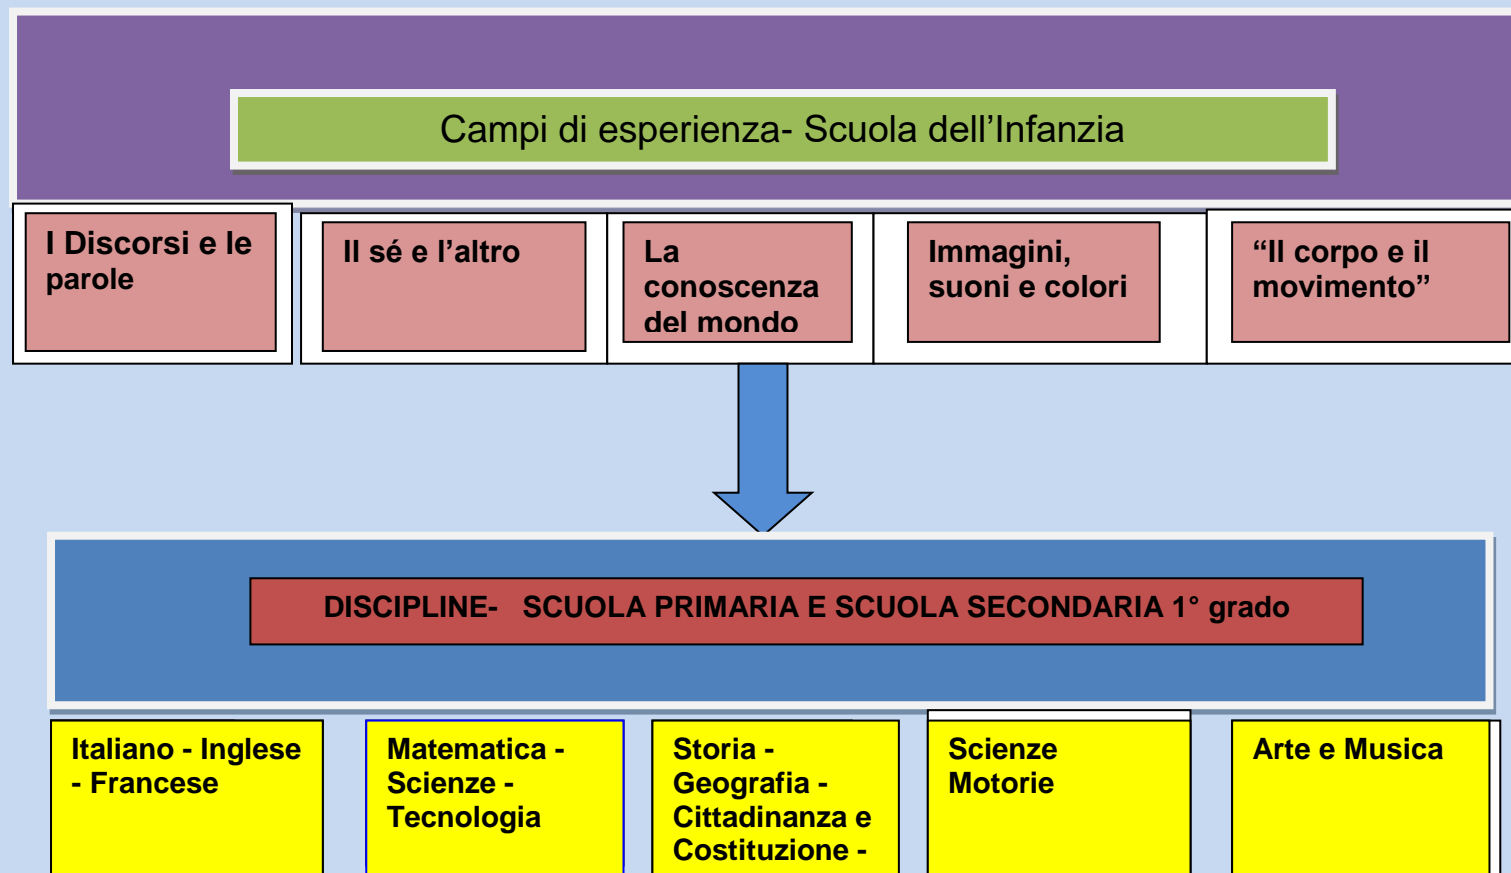 Campi di esperienza- Scuola dell’Infanzia
I Discorsi e le
parole
Il sé e l’altro
La
conoscenza
del mondo
Immagini,
suoni e colori
“Il corpo e il
movimento”
DISCIPLINE- SCUOLA PRIMARIA E SCUOLA SECONDARIA 1° grado
Italiano - Inglese
- Francese
Matematica -
Scienze -
Tecnologia
Storia -
Geografia -
Cittadinanza e
Costituzione -
Scienze
Motorie
Arte e Musica